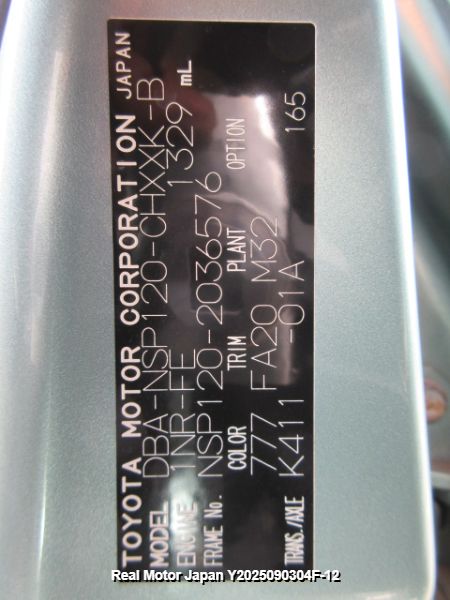 TOYOTA MOTOR CORPORATION JAPAN
MODEL DBA-NSP120-CHXXK-B
ENGINE 1NR-FE 1329 mL
FRAME No. NSP120-2036576
COLOR TRIM PLANT OPTION
777 FA20 M32 165
TRANS./AXLE K411 -01A
Real Motor Japan Y2025090304F-12